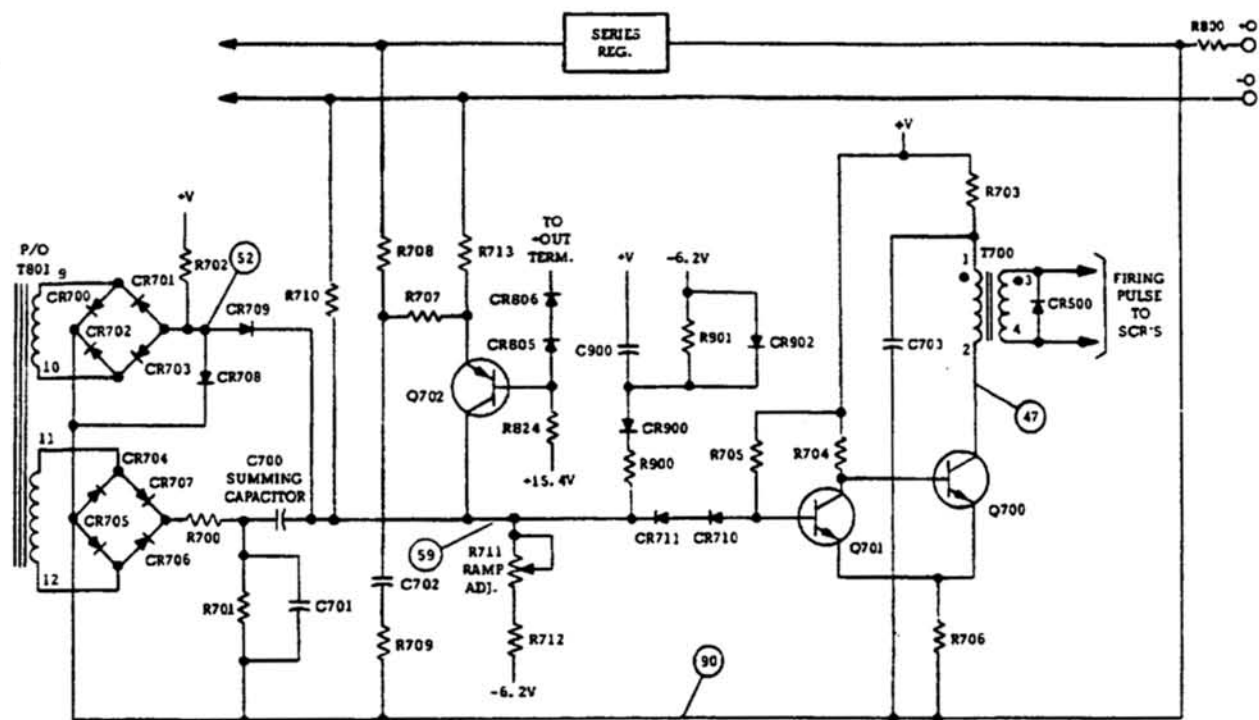 SERIES
REG.
R800
+O
-O
+V
R703
+V
P/O
T801
9
CR701
CR700
R702
52
CR709
CR702
CR703
CR708
10
R710
R708
R713
R707
Q702
TO
+OUT
TERM.
CR806
CR805
R824
+15.4V
+V
-6.2V
C900
R901
CR902
CR900
R900
C703
T700
1
2
3
4
CR500
FIRING
PULSE
TO
SCR'S
47
R705
R704
Q700
Q701
CR711
CR710
11
CR704
CR707
C700
SUMMING
CAPACITOR
CR705
CR706
R700
12
R701
C701
59
C702
R711
RAMP
ADJ.
R709
R712
-6.2V
90
R706